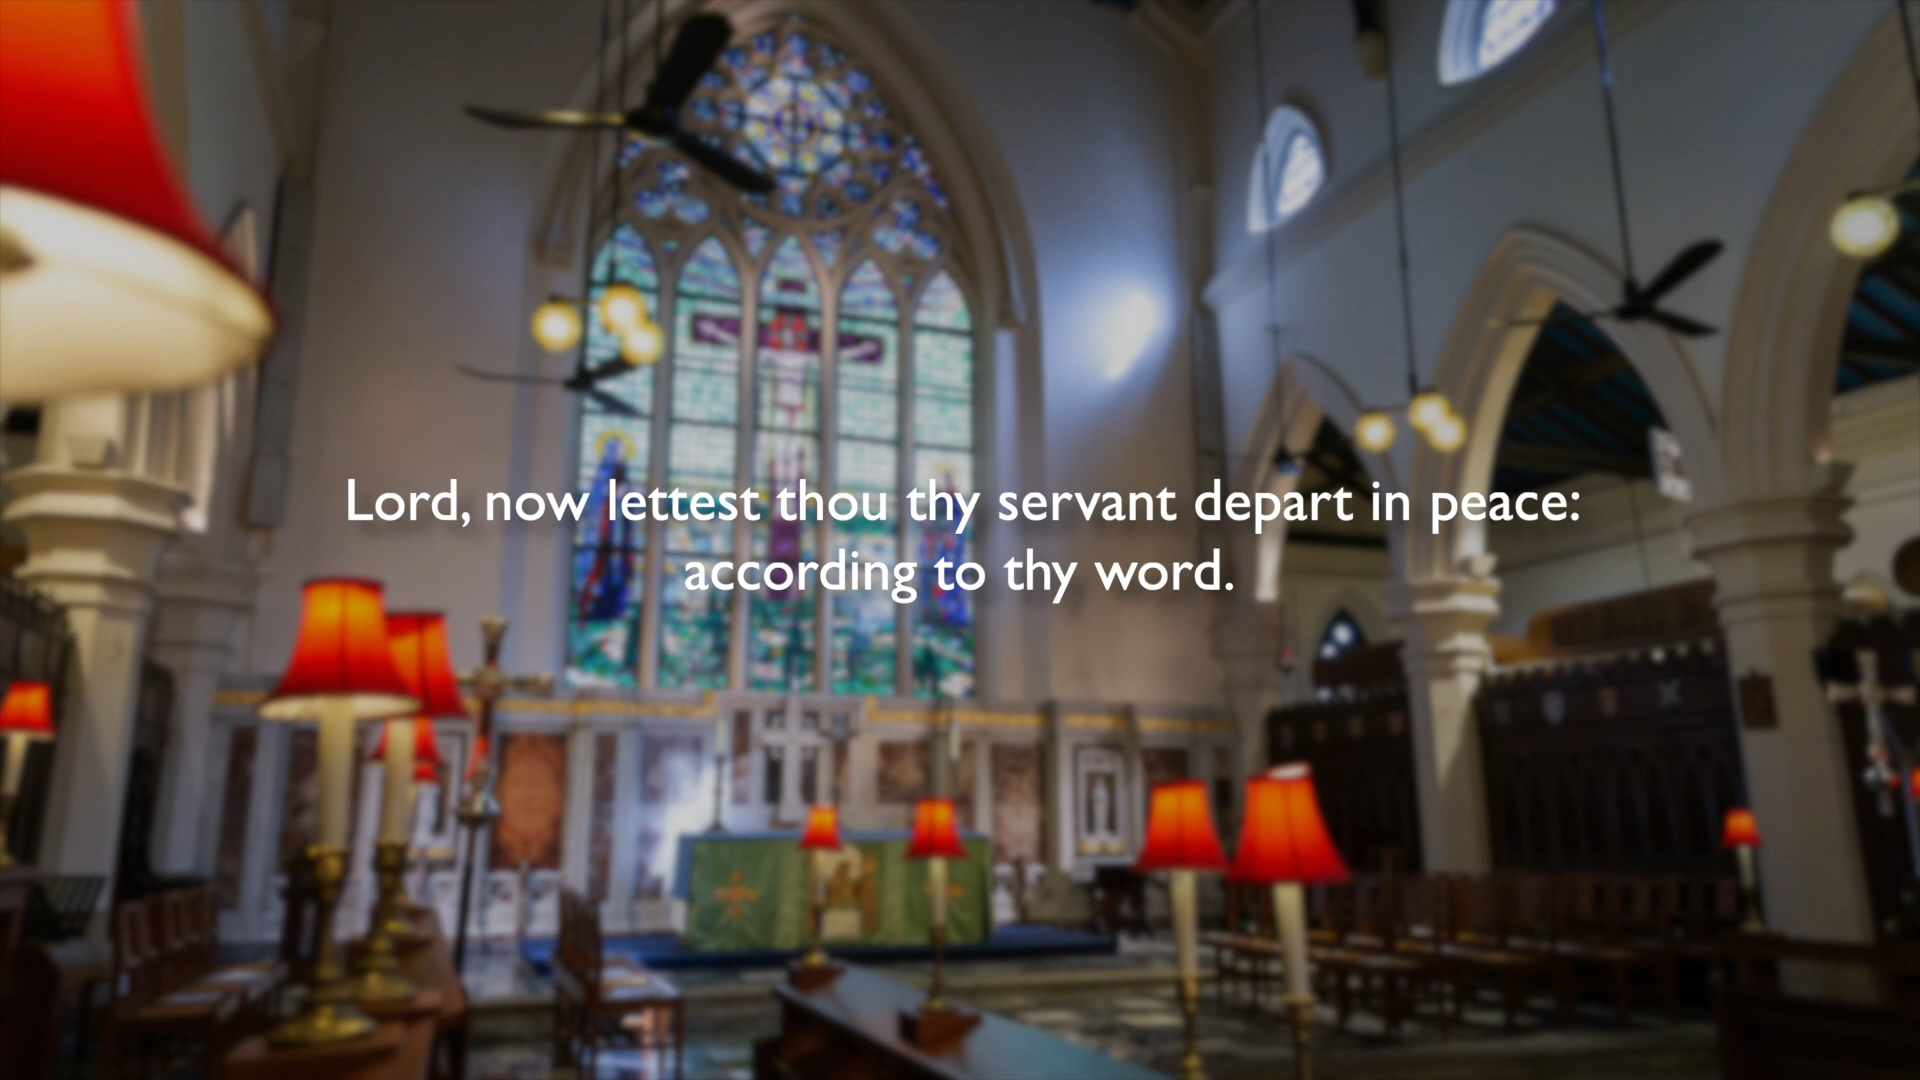 Lord, now lettest thou thy servant depart in peace:
according to thy word.